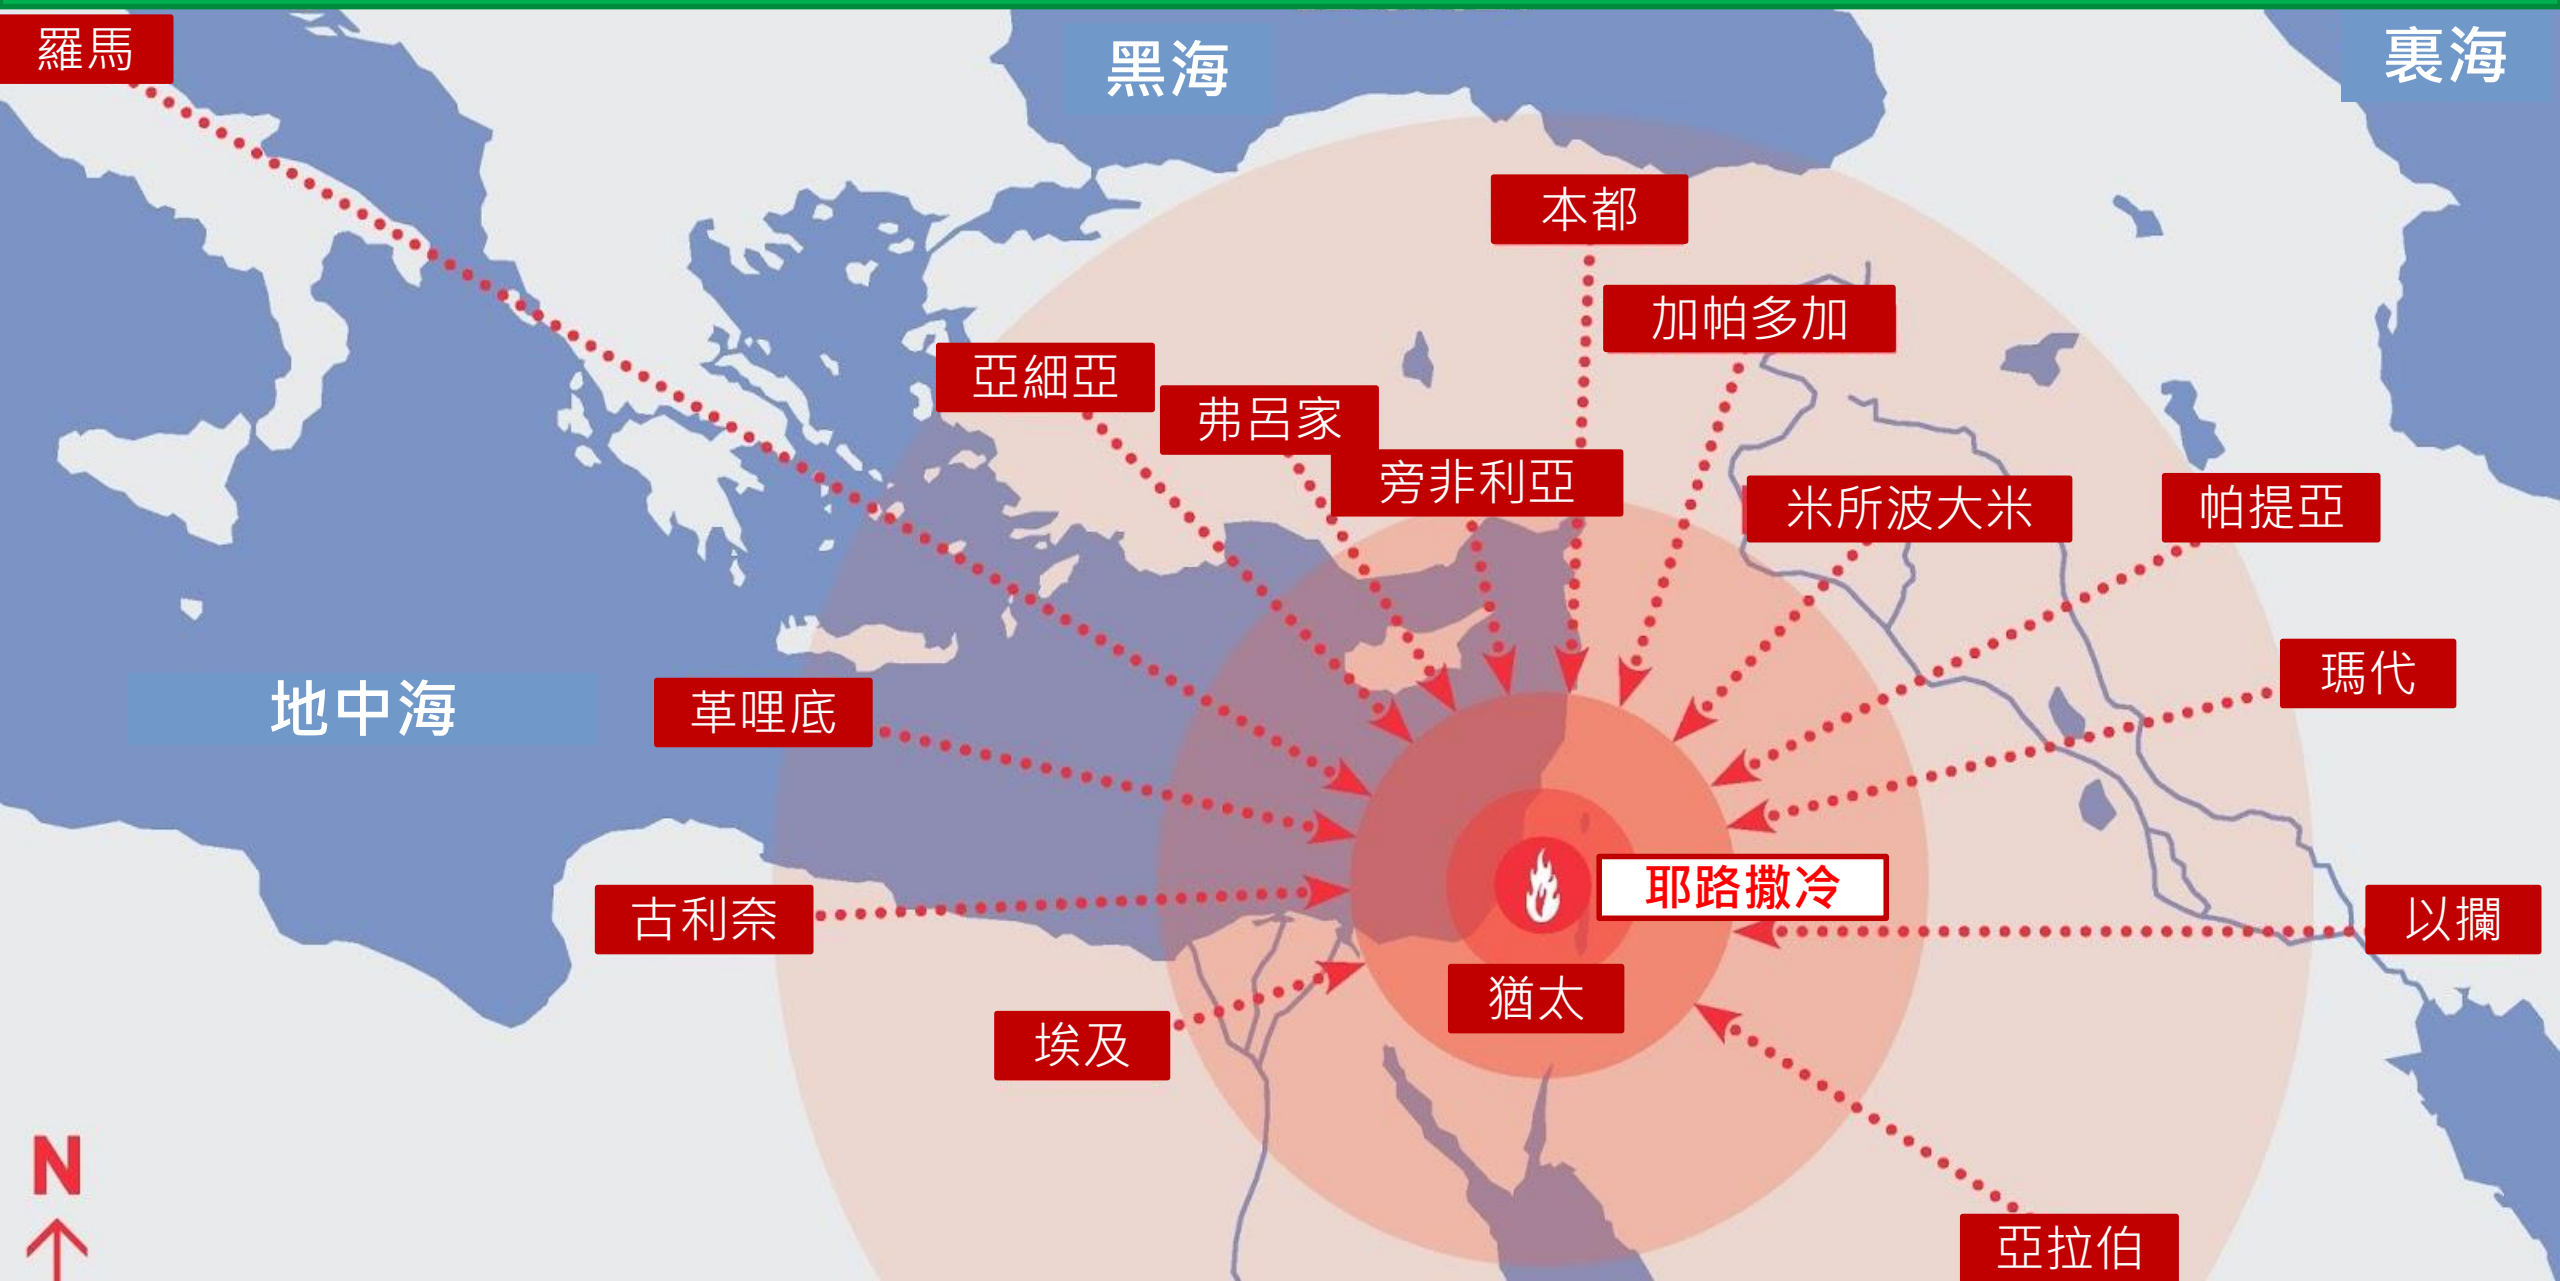 羅馬
黑海
裏海
本都
加帕多加
亞細亞
弗呂家
旁非利亞
米所波大米
帕提亞
瑪代
地中海
革哩底
耶路撒冷
古利奈
以攔
猶太
埃及
N
亞拉伯